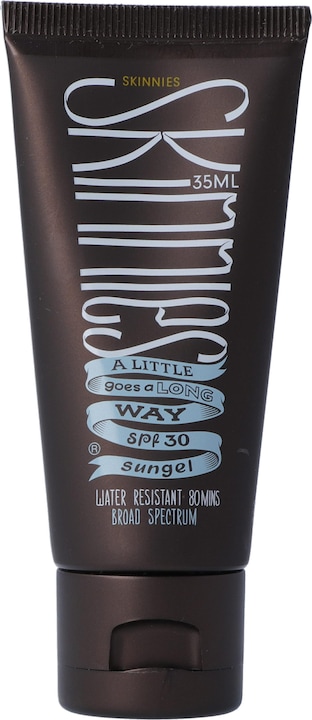 SKINNIES
SKINNIES
35ML
A LITTLE
goes a LONG
WAY
spf 30
sungel
®
WATER RESISTANT 80MINS
BROAD SPECTRUM